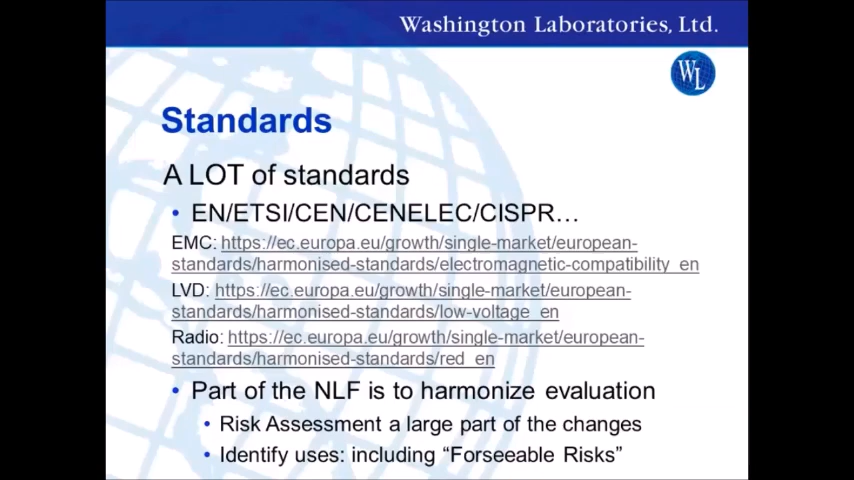 Washington Laboratories, Ltd.
WL
Standards
A LOT of standards
• EN/ETSI/CEN/CENELEC/CISPR…
EMC: https://ec.europa.eu/growth/single-market/european-
standards/harmonised-standards/electromagnetic-compatibility_en
LVD: https://ec.europa.eu/growth/single-market/european-
standards/harmonised-standards/low-voltage_en
Radio: https://ec.europa.eu/growth/single-market/european-
standards/harmonised-standards/red_en
• Part of the NLF is to harmonize evaluation
• Risk Assessment a large part of the changes
• Identify uses: including “Forseeable Risks”